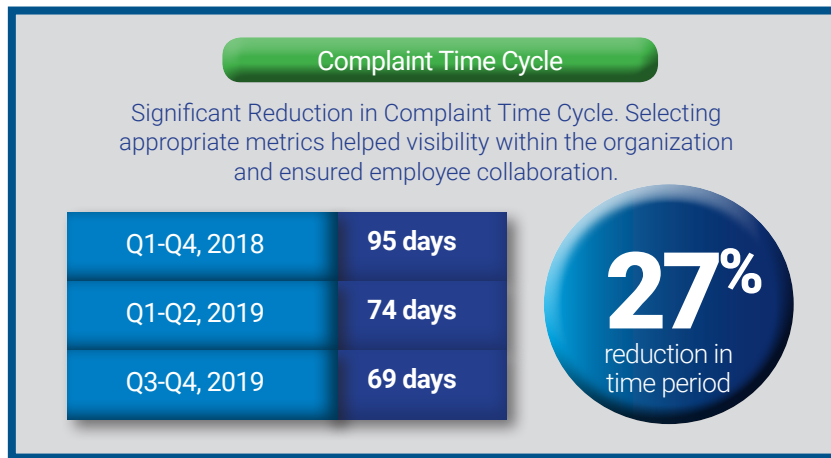 Complaint Time Cycle
Significant Reduction in Complaint Time Cycle. Selecting
appropriate metrics helped visibility within the organization
and ensured employee collaboration.
Q1-Q4, 2018 95 days
Q1-Q2, 2019 74 days
Q3-Q4, 2019 69 days
27%
reduction in
time period